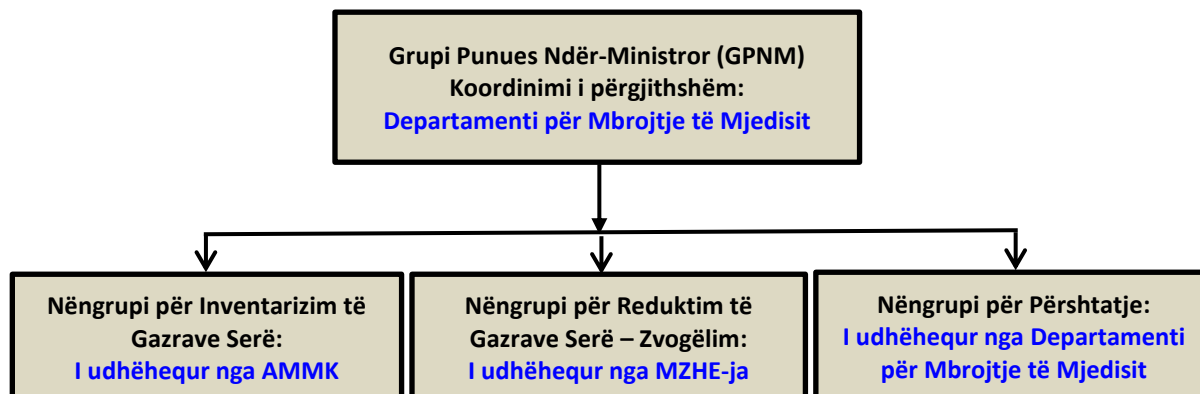 Grupi Punues Ndër-Ministror (GPNM)
Koordinimi i përgjithshëm:
Departamenti për Mbrojtje të Mjedisit
Nëngrupi për Inventarizim të
Gazrave Serë:
I udhëhequr nga AMMK
Nëngrupi për Reduktim të
Gazrave Serë – Zvogëlim:
I udhëhequr nga MZHE-ja
Nëngrupi për Përshtatje:
I udhëhequr nga Departamenti
për Mbrojtje të Mjedisit